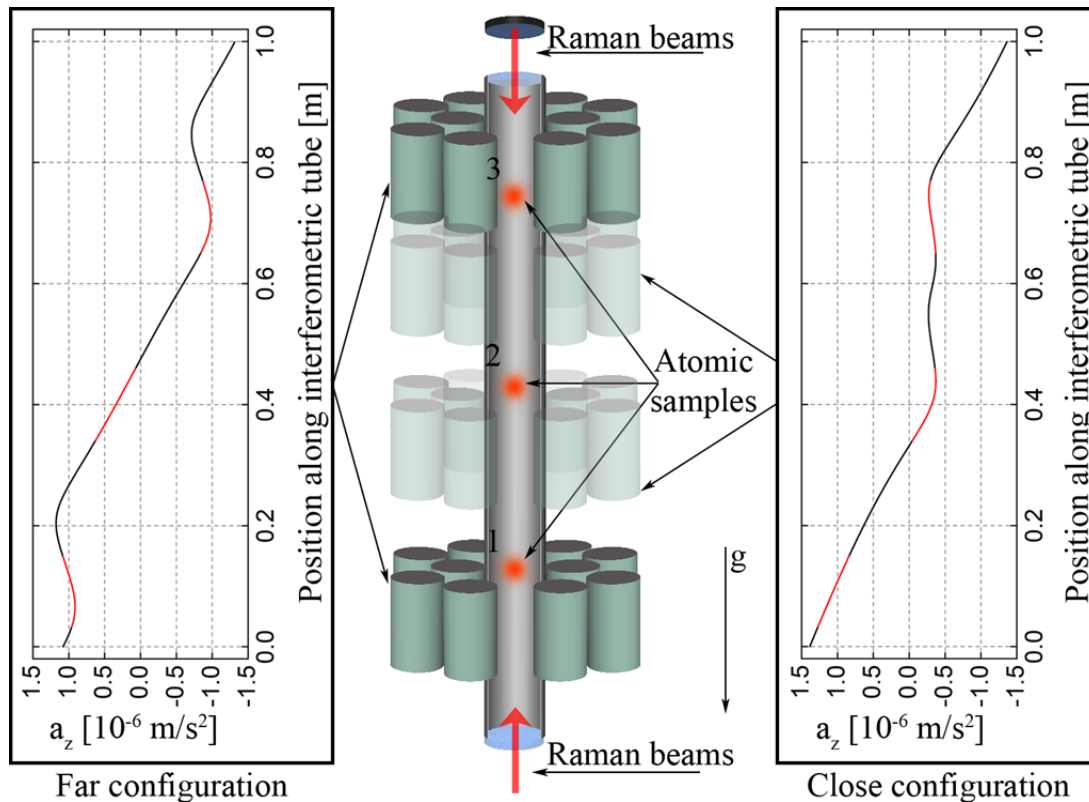 Raman beams
1.0
0.8
0.6
0.4
0.2
0.0
Position along interferometric tube [m]
1.5
1.0
0.5
0.0
-0.5
-1.0
-1.5
a_z [10^-6 m/s^2]
Far configuration
3
2
1
Atomic
samples
g
Raman beams
1.0
0.8
0.6
0.4
0.2
0.0
Position along interferometric tube [m]
1.5
1.0
0.5
0.0
-0.5
-1.0
-1.5
a_z [10^-6 m/s^2]
Close configuration